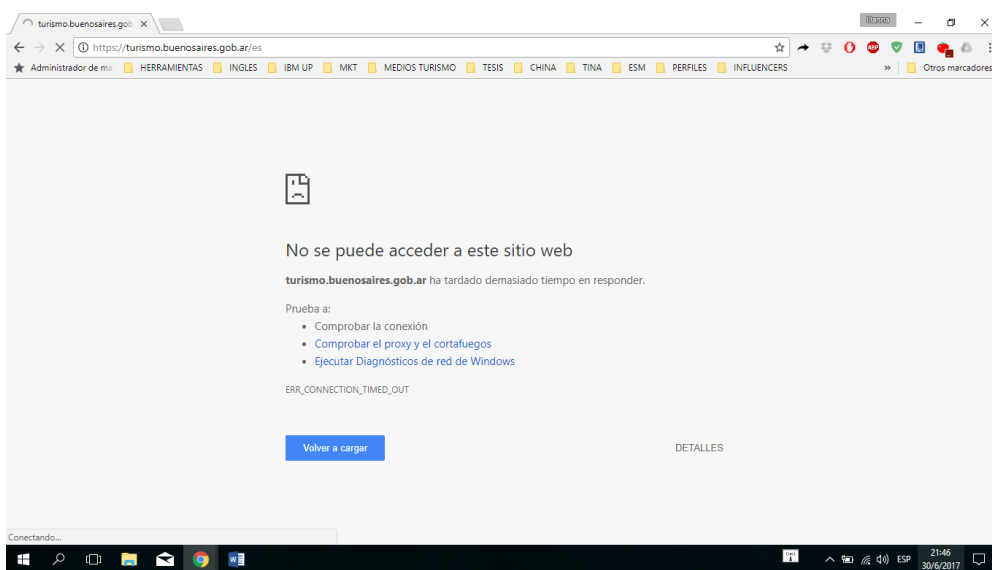 turismo.buenosaires.gob
Danna
https://turismo.buenosaires.gob.ar/es
ABP
Administrador de ma HERRAMIENTAS INGLES IBM UP MKT MEDIOS TURISMO TESIS CHINA TINA ESM PERFILES INFLUENCERS » Otros marcadores
No se puede acceder a este sitio web
turismo.buenosaires.gob.ar ha tardado demasiado tiempo en responder.
Prueba a:
• Comprobar la conexión
• Comprobar el proxy y el cortafuegos
• Ejecutar Diagnósticos de red de Windows
ERR_CONNECTION_TIMED_OUT
Volver a cargar DETALLES
Conectando...
ESP 21:46
30/6/2017